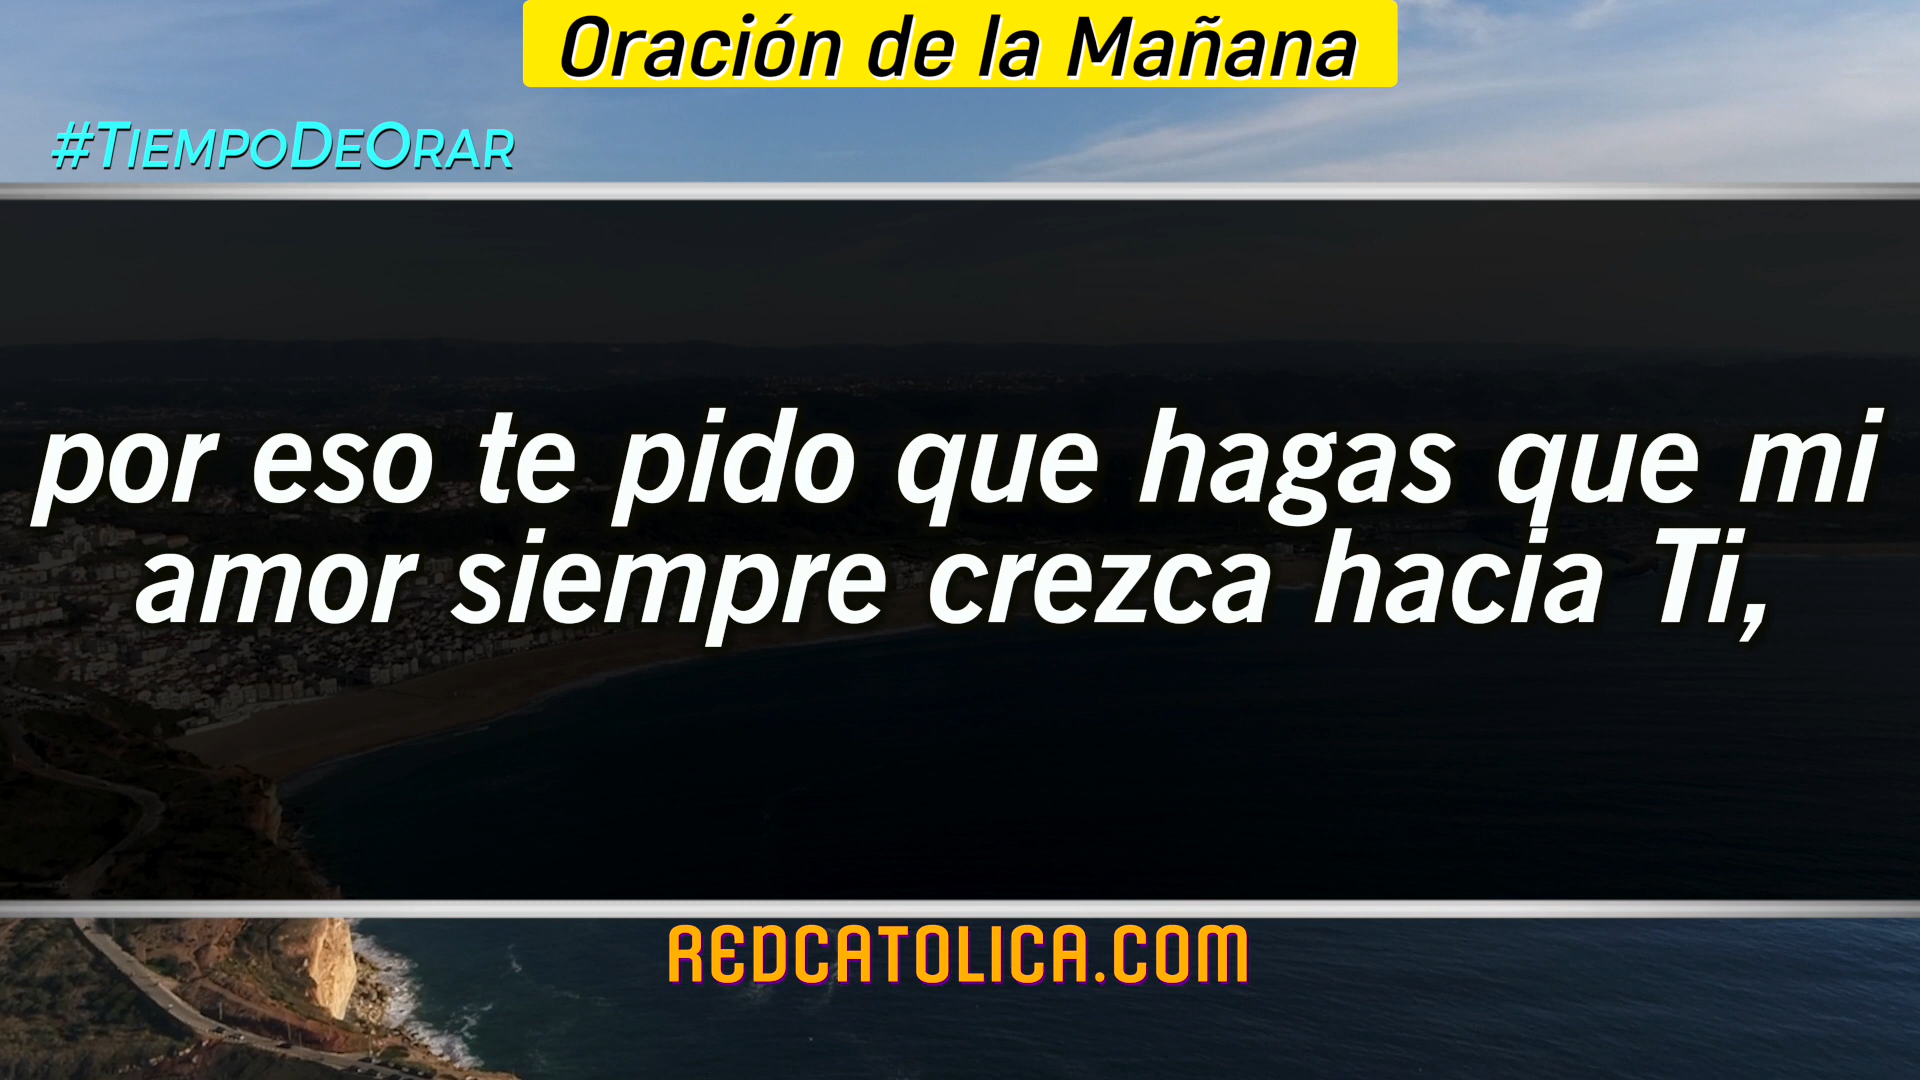 Oración de la Mañana
#TiempoDeOrar
por eso te pido que hagas que mi
amor siempre crezca hacia Ti,
REDCATOLICA.COM